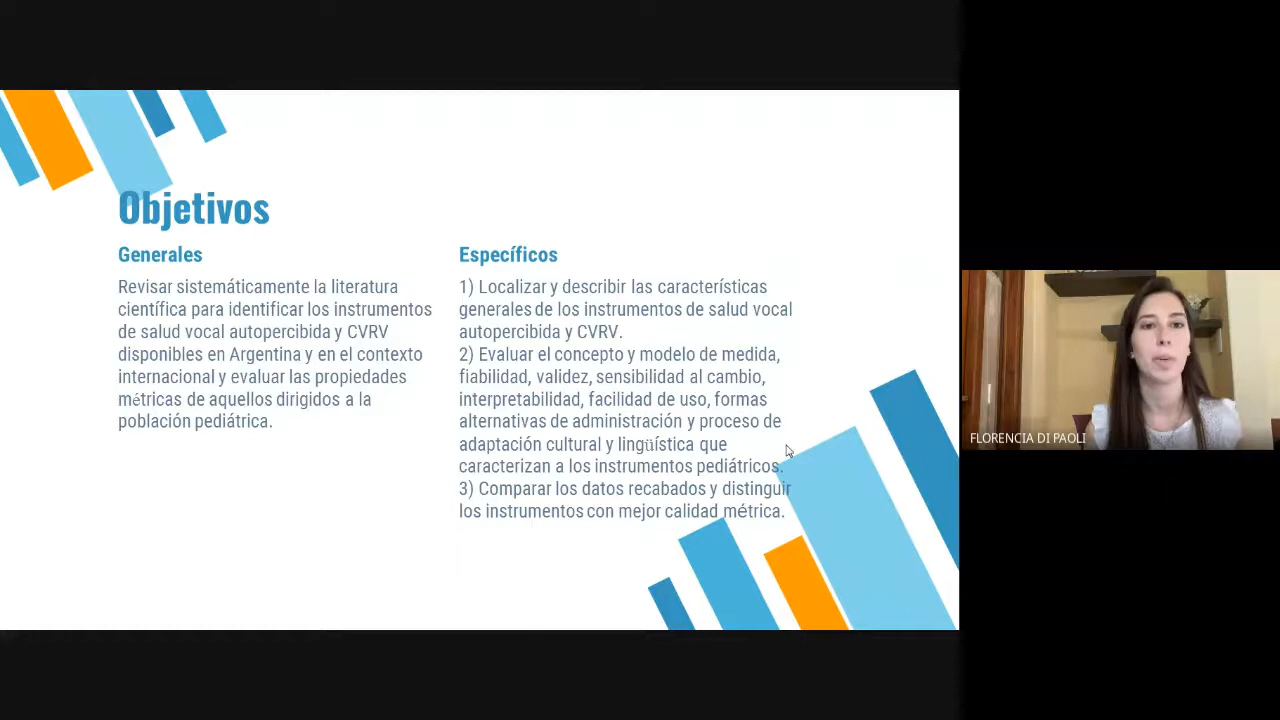 Objetivos
Generales
Revisar sistemáticamente la literatura
científica para identificar los instrumentos
de salud vocal autopercibida y CVRV
disponibles en Argentina y en el contexto
internacional y evaluar las propiedades
métricas de aquellos dirigidos a la
población pediátrica.
Específicos
1) Localizar y describir las características
generales de los instrumentos de salud vocal
autopercibida y CVRV.
2) Evaluar el concepto y modelo de medida,
fiabilidad, validez, sensibilidad al cambio,
interpretabilidad, facilidad de uso, formas
alternativas de administración y proceso de
adaptación cultural y lingüística que
caracterizan a los instrumentos pediátricos.
3) Comparar los datos recabados y distinguir
los instrumentos con mejor calidad métrica.
FLORENCIA DI PAOLI